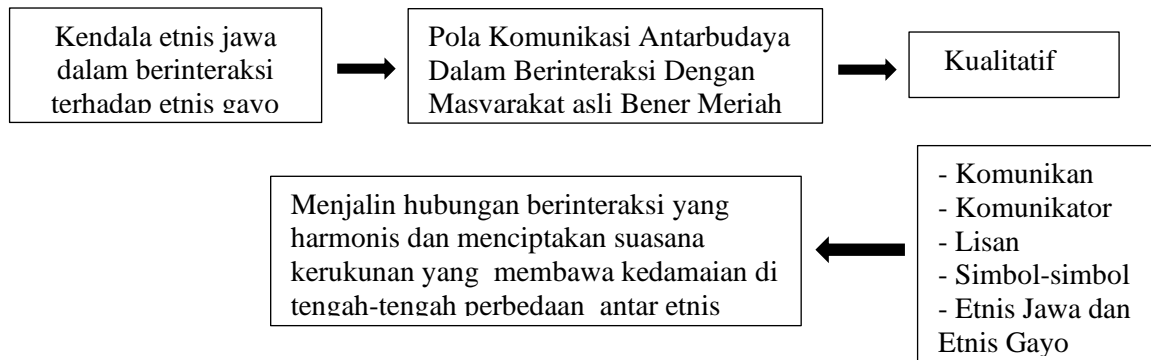 Kendala etnis jawa
dalam berinteraksi
terhadap etnis gayo
Pola Komunikasi Antarbudaya
Dalam Berinteraksi Dengan
Masyarakat asli Bener Meriah
Kualitatif
- Komunikan
- Komunikator
- Lisan
- Simbol-simbol
- Etnis Jawa dan
Etnis Gayo
Menjalin hubungan berinteraksi yang
harmonis dan menciptakan suasana
kerukunan yang membawa kedamaian di
tengah-tengah perbedaan antar etnis